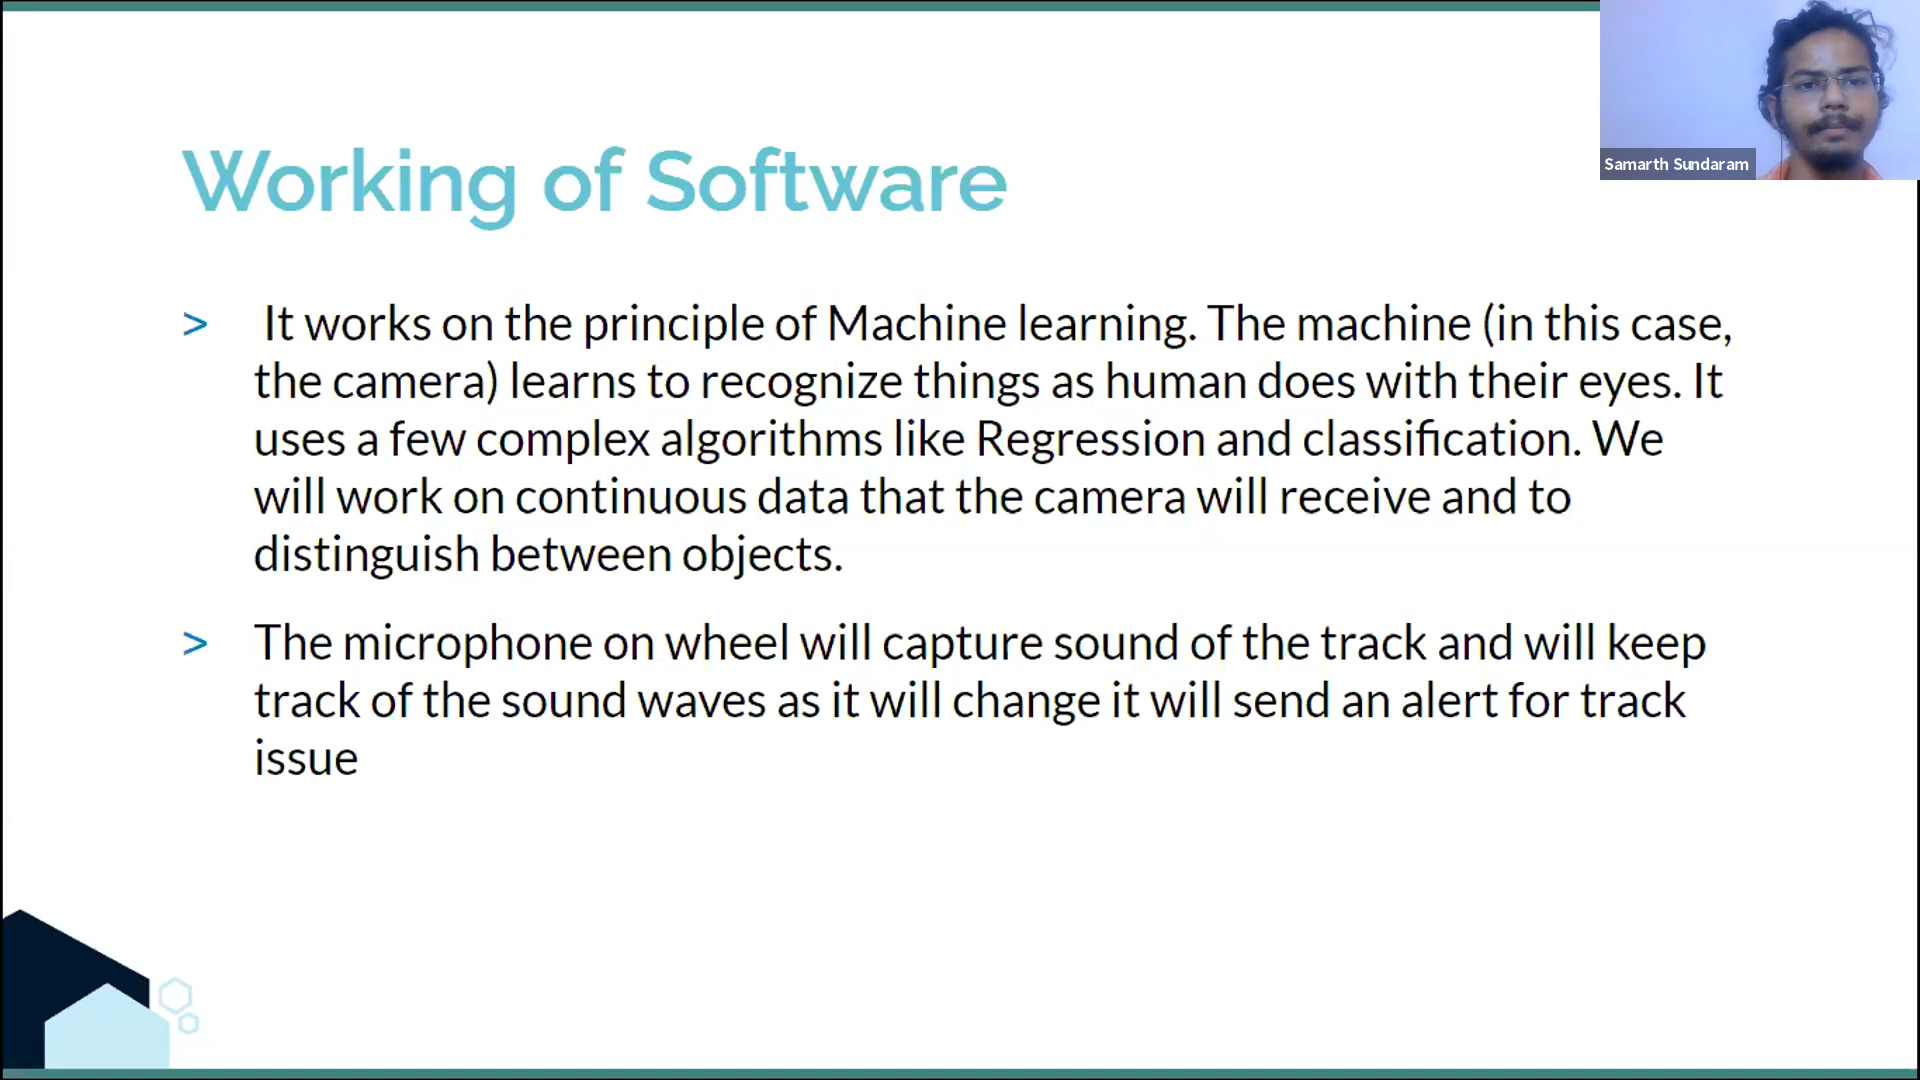 Samarth Sundaram
Working of Software
> It works on the principle of Machine learning. The machine (in this case,
the camera) learns to recognize things as human does with their eyes. It
uses a few complex algorithms like Regression and classification. We
will work on continuous data that the camera will receive and to
distinguish between objects.
> The microphone on wheel will capture sound of the track and will keep
track of the sound waves as it will change it will send an alert for track
issue